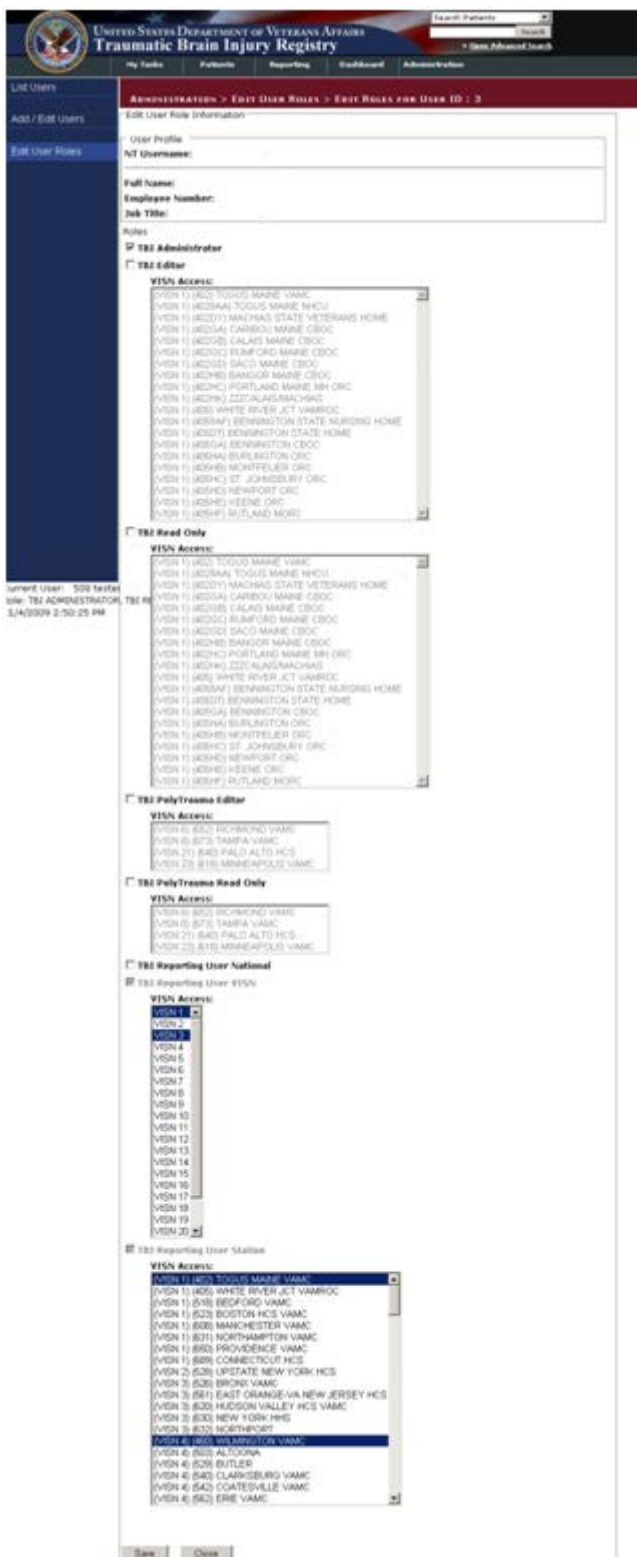 UNITED STATES DEPARTMENT OF VETERANS AFFAIRS
Traumatic Brain Injury Registry
Search Patients
Search
Open Advanced Search
My Tasks Patients Reporting Dashboard Administration
List Users
Add / Edit Users
Edit User Roles
ADMINISTRATION > EDIT USER ROLES > EDIT ROLES FOR USER ID : 3
Edit User Role Information
User Profile
NT Username:
Full Name:
Employee Number:
Job Title:
Roles
TBI Administrator
TBI Editor
VISN Access:
(VISN 1) (402) TOGUS MAINE VAMC
(VISN 1) (4029AA) TOGUS MAINE NHCU
(VISN 1) (402DY) MACHIAS STATE VETERANS HOME
(VISN 1) (402GA) CARIBOU MAINE CBOC
(VISN 1) (402GB) CALAIS MAINE CBOC
(VISN 1) (402GC) RUMFORD MAINE CBOC
(VISN 1) (402GD) SACO MAINE CBOC
(VISN 1) (402HB) BANGOR MAINE CBOC
(VISN 1) (402HC) PORTLAND MAINE MH ORC
(VISN 1) (402HK) ZZZCALAIS/MACHIAS
(VISN 1) (405) WHITE RIVER JCT VAMROC
(VISN 1) (4059AF) BENNINGTON STATE NURSING HOME
(VISN 1) (405DT) BENNINGTON STATE HOME
(VISN 1) (405GA) BENNINGTON CBOC
(VISN 1) (405HA) BURLINGTON ORC
(VISN 1) (405HB) MONTPELIER ORC
(VISN 1) (405HC) ST. JOHNSBURY ORC
(VISN 1) (405HD) NEWPORT ORC
(VISN 1) (405HE) KEENE ORC
(VISN 1) (405HF) RUTLAND MORC
TBI Read Only
VISN Access:
(VISN 1) (402) TOGUS MAINE VAMC
(VISN 1) (4029AA) TOGUS MAINE NHCU
(VISN 1) (402DY) MACHIAS STATE VETERANS HOME
(VISN 1) (402GA) CARIBOU MAINE CBOC
(VISN 1) (402GB) CALAIS MAINE CBOC
(VISN 1) (402GC) RUMFORD MAINE CBOC
(VISN 1) (402GD) SACO MAINE CBOC
(VISN 1) (402HB) BANGOR MAINE CBOC
(VISN 1) (402HC) PORTLAND MAINE MH ORC
(VISN 1) (402HK) ZZZCALAIS/MACHIAS
(VISN 1) (405) WHITE RIVER JCT VAMROC
(VISN 1) (4059AF) BENNINGTON STATE NURSING HOME
(VISN 1) (405DT) BENNINGTON STATE HOME
(VISN 1) (405GA) BENNINGTON CBOC
(VISN 1) (405HA) BURLINGTON ORC
(VISN 1) (405HB) MONTPELIER ORC
(VISN 1) (405HC) ST. JOHNSBURY ORC
(VISN 1) (405HD) NEWPORT ORC
(VISN 1) (405HE) KEENE ORC
(VISN 1) (405HF) RUTLAND MORC
urrent User: 508 tester
ole: TBI ADMINISTRATOR, TBI RE
3/4/2009 2:50:25 PM
TBI PolyTrauma Editor
VISN Access:
(VISN 6) (652) RICHMOND VAMC
(VISN 8) (673) TAMPA VAMC
(VISN 21) (640) PALO ALTO HCS
(VISN 23) (618) MINNEAPOLIS VAMC
TBI PolyTrauma Read Only
VISN Access:
(VISN 6) (652) RICHMOND VAMC
(VISN 8) (673) TAMPA VAMC
(VISN 21) (640) PALO ALTO HCS
(VISN 23) (618) MINNEAPOLIS VAMC
TBI Reporting User National
TBI Reporting User VISN
VISN Access:
VISN 1
VISN 2
VISN 3
VISN 4
VISN 5
VISN 6
VISN 7
VISN 8
VISN 9
VISN 10
VISN 11
VISN 12
VISN 13
VISN 14
VISN 15
VISN 16
VISN 17
VISN 18
VISN 19
VISN 20
TBI Reporting User Station
VISN Access:
(VISN 1) (402) TOGUS MAINE VAMC
(VISN 1) (405) WHITE RIVER JCT VAMROC
(VISN 1) (518) BEDFORD VAMC
(VISN 1) (523) BOSTON HCS VAMC
(VISN 1) (608) MANCHESTER VAMC
(VISN 1) (631) NORTHAMPTON VAMC
(VISN 1) (650) PROVIDENCE VAMC
(VISN 1) (689) CONNECTICUT HCS
(VISN 2) (528) UPSTATE NEW YORK HCS
(VISN 3) (526) BRONX VAMC
(VISN 3) (561) EAST ORANGE-VA NEW JERSEY HCS
(VISN 3) (620) HUDSON VALLEY HCS VAMC
(VISN 3) (630) NEW YORK HHS
(VISN 3) (632) NORTHPORT
(VISN 4) (460) WILMINGTON VAMC
(VISN 4) (503) ALTOONA
(VISN 4) (529) BUTLER
(VISN 4) (540) CLARKSBURG VAMC
(VISN 4) (542) COATESVILLE VAMC
(VISN 4) (562) ERIE VAMC
Save Close